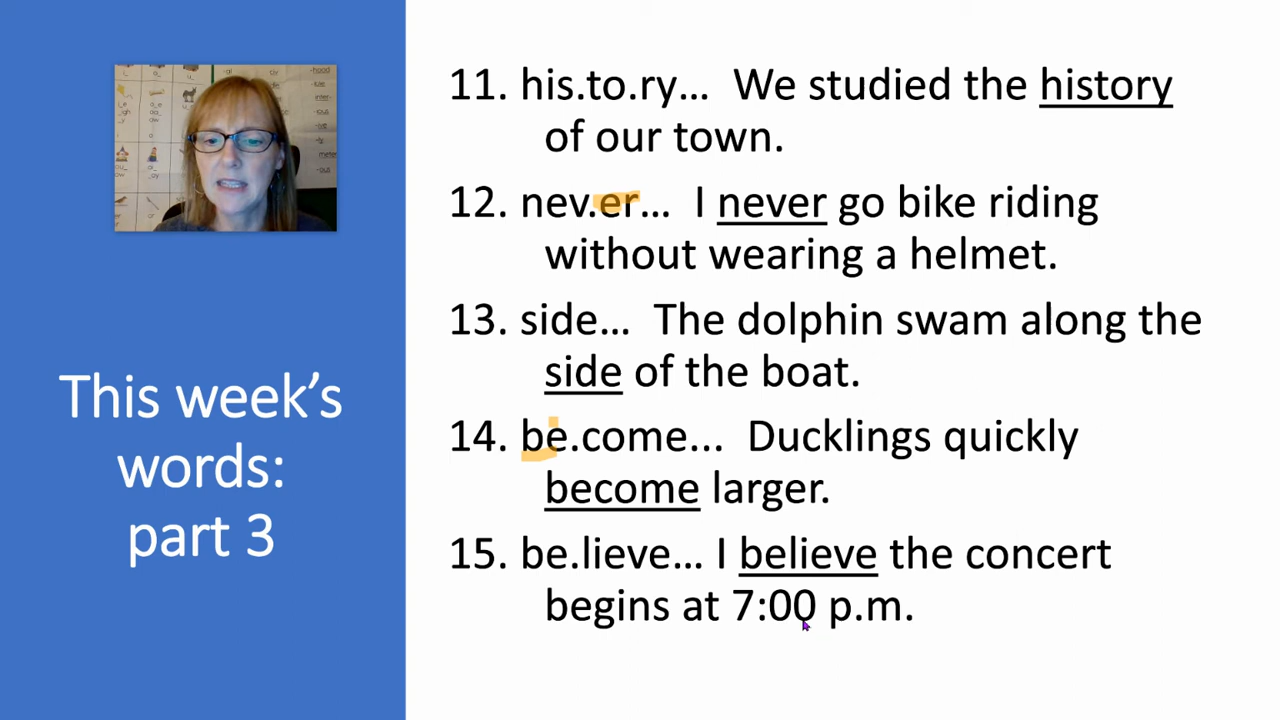 This week's
words:
part 3
11. his.to.ry... We studied the history
of our town.
12. nev.er... I never go bike riding
without wearing a helmet.
13. side... The dolphin swam along the
side of the boat.
14. be.come... Ducklings quickly
become larger.
15. be.lieve... I believe the concert
begins at 7:00 p.m.